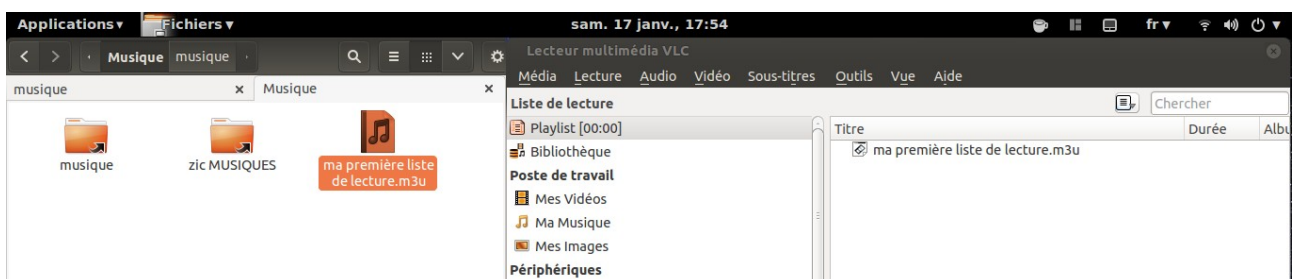 Applications Fichiers sam. 17 janv., 17:54 fr
Musique musique
Lecteur multimédia VLC
Média Lecture Audio Vidéo Sous-titres Outils Vue Aide
musique x Musique x
Liste de lecture
Chercher
Playlist [00:00]
Bibliothèque
Poste de travail
Mes Vidéos
Ma Musique
Mes Images
Périphériques
Titre Durée Albu
ma première liste de lecture.m3u
musique
zic MUSIQUES
ma première liste
de lecture.m3u